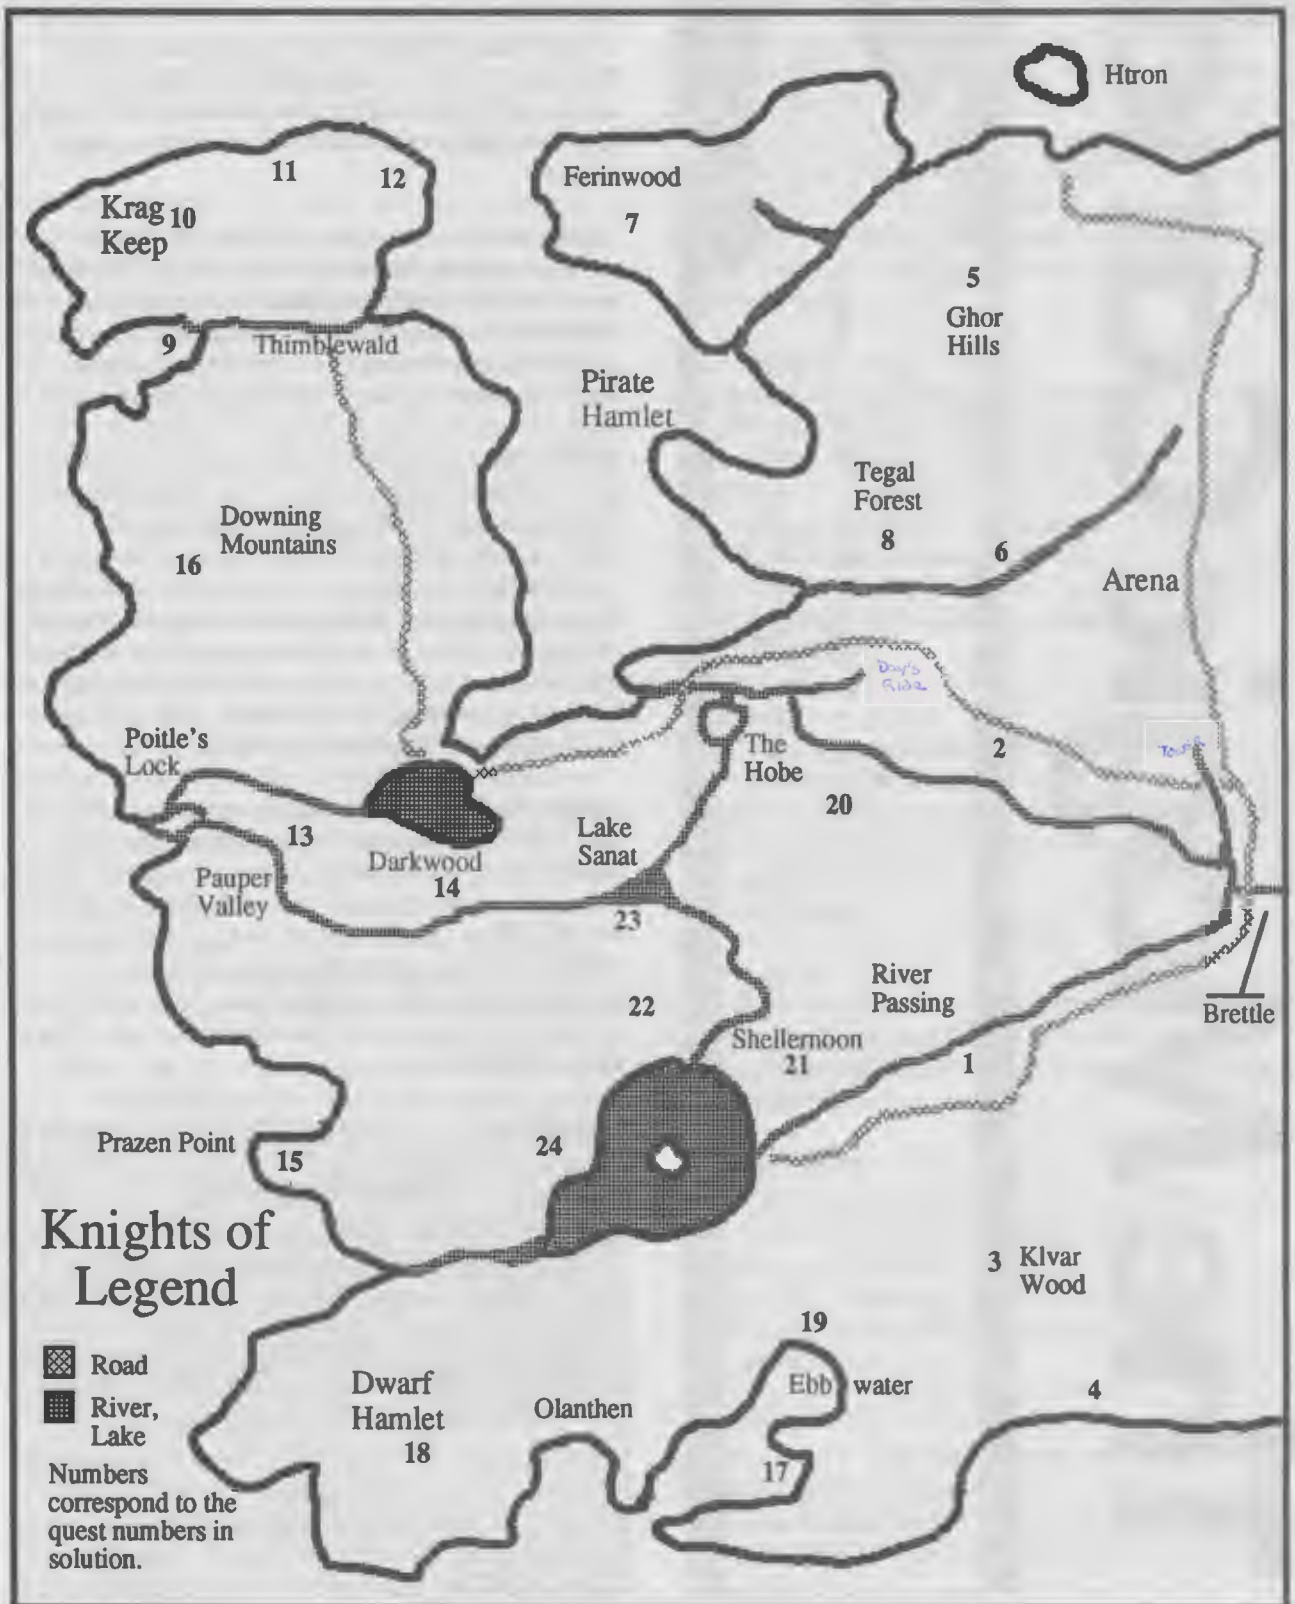 Htron
Ferinwood
7
11
12
Krag
Keep
10
5
Ghor
Hills
9
Thimblewald
Pirate
Hamlet
Tegal
Forest
8
6
Downing
Mountains
16
Arena
Day's
Ride
Poitle's
Lock
The
Hobe
2
Tower
20
13
Lake
Sanat
Darkwood
14
Pauper
Valley
23
River
Passing
22
Brettle
Shellernoon
21
1
Prazen Point
15
24
Knights of
Legend
3
Klvar
Wood
19
Road
Ebb water
River,
Lake
Dwarf
Hamlet
18
Olanthen
4
17
Numbers
correspond to the
quest numbers in
solution.